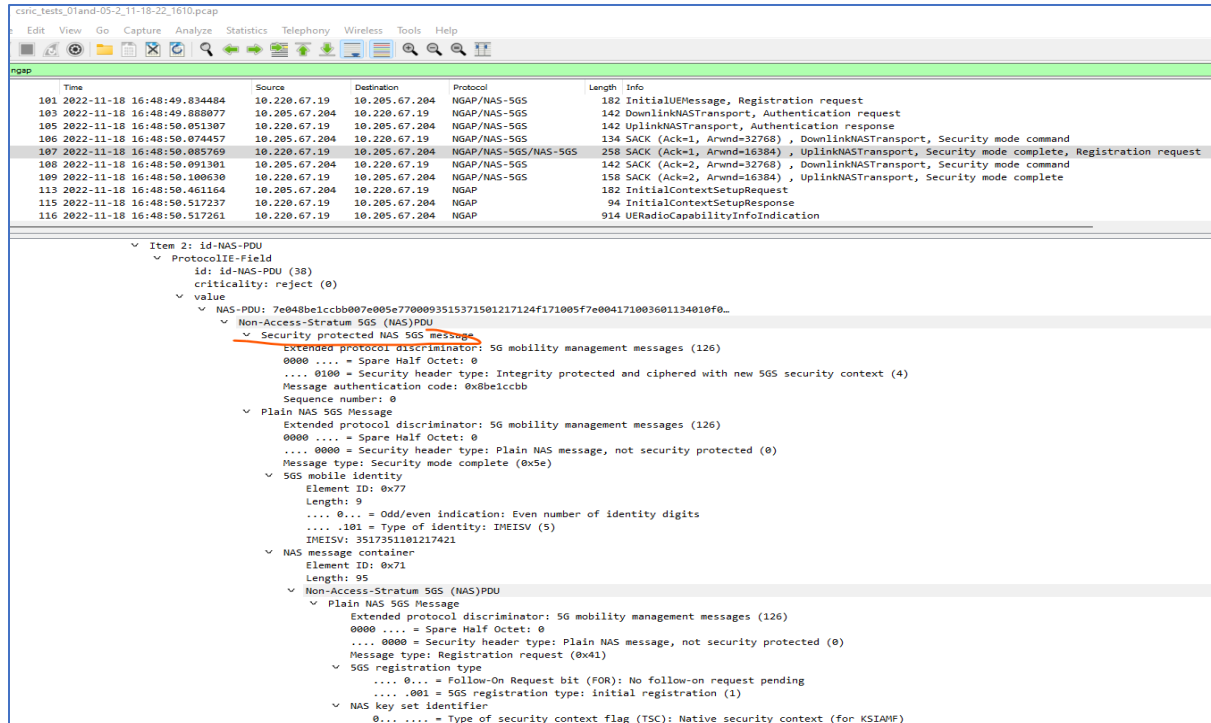 csric_tests_01and-05-2_11-18-22_1610.pcap
Edit View Go Capture Analyze Statistics Telephony Wireless Tools Help
ngap
Time Source Destination Protocol Length Info
101 2022-11-18 16:48:49.834484 10.220.67.19 10.205.67.204 NGAP/NAS-5GS 182 InitialUEMessage, Registration request
103 2022-11-18 16:48:49.888077 10.205.67.204 10.220.67.19 NGAP/NAS-5GS 142 DownlinkNASTransport, Authentication request
105 2022-11-18 16:48:50.051307 10.220.67.19 10.205.67.204 NGAP/NAS-5GS 142 UplinkNASTransport, Authentication response
106 2022-11-18 16:48:50.074457 10.205.67.204 10.220.67.19 NGAP/NAS-5GS 134 SACK (Ack=1, Arwnd=32768) , DownlinkNASTransport, Security mode command
107 2022-11-18 16:48:50.085769 10.220.67.19 10.205.67.204 NGAP/NAS-5GS/NAS-5GS 258 SACK (Ack=1, Arwnd=16384) , UplinkNASTransport, Security mode complete, Registration request
108 2022-11-18 16:48:50.091301 10.205.67.204 10.220.67.19 NGAP/NAS-5GS 142 SACK (Ack=2, Arwnd=32768) , DownlinkNASTransport, Security mode command
109 2022-11-18 16:48:50.100630 10.220.67.19 10.205.67.204 NGAP/NAS-5GS 158 SACK (Ack=2, Arwnd=16384) , UplinkNASTransport, Security mode complete
113 2022-11-18 16:48:50.461164 10.205.67.204 10.220.67.19 NGAP 182 InitialContextSetupRequest
115 2022-11-18 16:48:50.517237 10.220.67.19 10.205.67.204 NGAP 94 InitialContextSetupResponse
116 2022-11-18 16:48:50.517261 10.220.67.19 10.205.67.204 NGAP 914 UERadioCapabilityInfoIndication
Item 2: id-NAS-PDU
ProtocolIE-Field
id: id-NAS-PDU (38)
criticality: reject (0)
value
NAS-PDU: 7e048be1ccbb007e005e7700093515371501217124f171005f7e004171003601134010f0…
Non-Access-Stratum 5GS (NAS)PDU
Security protected NAS 5GS message
Extended protocol discriminator: 5G mobility management messages (126)
0000 .... = Spare Half Octet: 0
.... 0100 = Security header type: Integrity protected and ciphered with new 5GS security context (4)
Message authentication code: 0x8be1ccbb
Sequence number: 0
Plain NAS 5GS Message
Extended protocol discriminator: 5G mobility management messages (126)
0000 .... = Spare Half Octet: 0
.... 0000 = Security header type: Plain NAS message, not security protected (0)
Message type: Security mode complete (0x5e)
5GS mobile identity
Element ID: 0x77
Length: 9
.... 0... = Odd/even indication: Even number of identity digits
.... .101 = Type of identity: IMEISV (5)
IMEISV: 3517351101217421
NAS message container
Element ID: 0x71
Length: 95
Non-Access-Stratum 5GS (NAS)PDU
Plain NAS 5GS Message
Extended protocol discriminator: 5G mobility management messages (126)
0000 .... = Spare Half Octet: 0
.... 0000 = Security header type: Plain NAS message, not security protected (0)
Message type: Registration request (0x41)
5GS registration type
.... 0... = Follow-On Request bit (FOR): No follow-on request pending
.... .001 = 5GS registration type: initial registration (1)
NAS key set identifier
0... .... = Type of security context flag (TSC): Native security context (for KSIAMF)